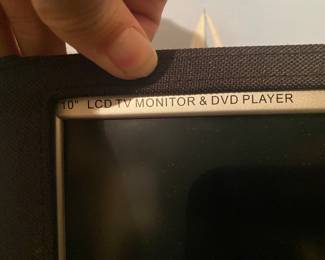 10" LCD TV MONITOR & DVD PLAYER